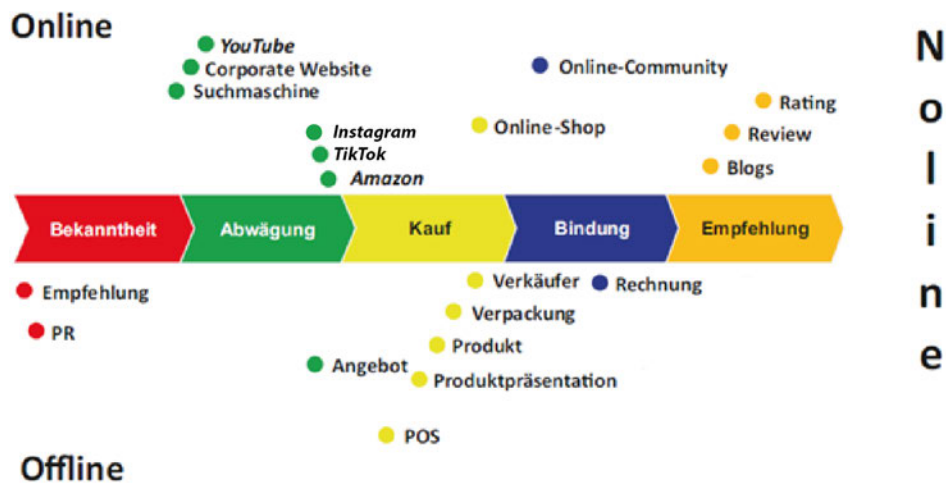 Online
YouTube
Corporate Website
Suchmaschine
Instagram
TikTok
Amazon
Online-Shop
Online-Community
Rating
Review
Blogs
Bekanntheit
Abwägung
Kauf
Bindung
Empfehlung
Empfehlung
PR
Angebot
Verkäufer
Verpackung
Produkt
Produktpräsentation
POS
Rechnung
Offline
N
o
l
i
n
e